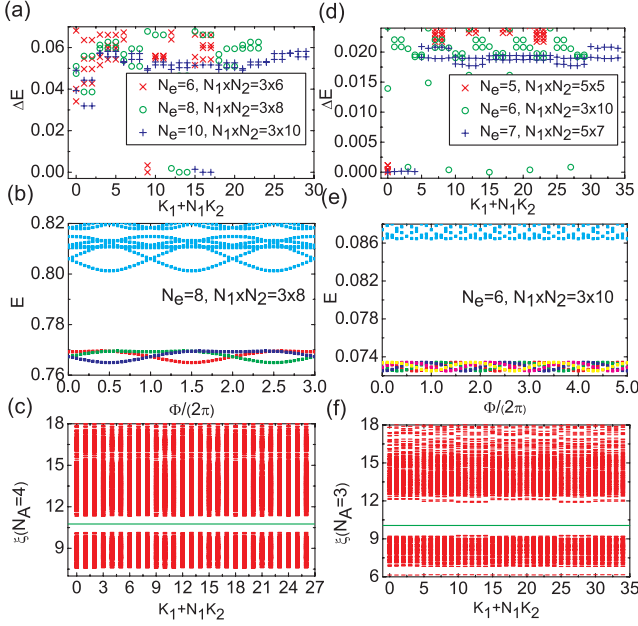 (a)
ΔE
0.06
0.04
0.02
0.00
× Ne=6, N1xN2=3x6
○ Ne=8, N1xN2=3x8
+ Ne=10, N1xN2=3x10
0 5 10 15 20 25 30
K1+N1K2
(d)
ΔE
0.020
0.015
0.010
0.005
0.000
× Ne=5, N1xN2=5x5
○ Ne=6, N1xN2=3x10
+ Ne=7, N1xN2=5x7
0 5 10 15 20 25 30 35
K1+N1K2
(b)
E
0.82
0.80
0.78
0.76
Ne=8, N1xN2=3x8
0.0 0.5 1.0 1.5 2.0 2.5 3.0
Φ/(2π)
(e)
E
0.086
0.080
0.074
Ne=6, N1xN2=3x10
0.0 1.0 2.0 3.0 4.0 5.0
Φ/(2π)
(c)
ξ(NA=4)
18
15
12
9
0 3 6 9 12 15 18 21 24 27
K1+N1K2
(f)
ξ(NA=3)
18
15
12
9
6
0 5 10 15 20 25 30 35
K1+N1K2